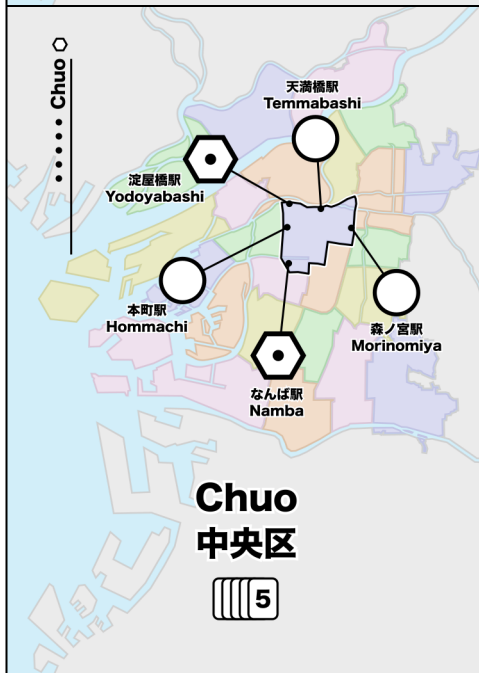 Chuo
天満橋駅
Temmabashi
淀屋橋駅
Yodoyabashi
本町駅
Hommachi
森ノ宮駅
Morinomiya
なんば駅
Namba
Chuo
中央区
5